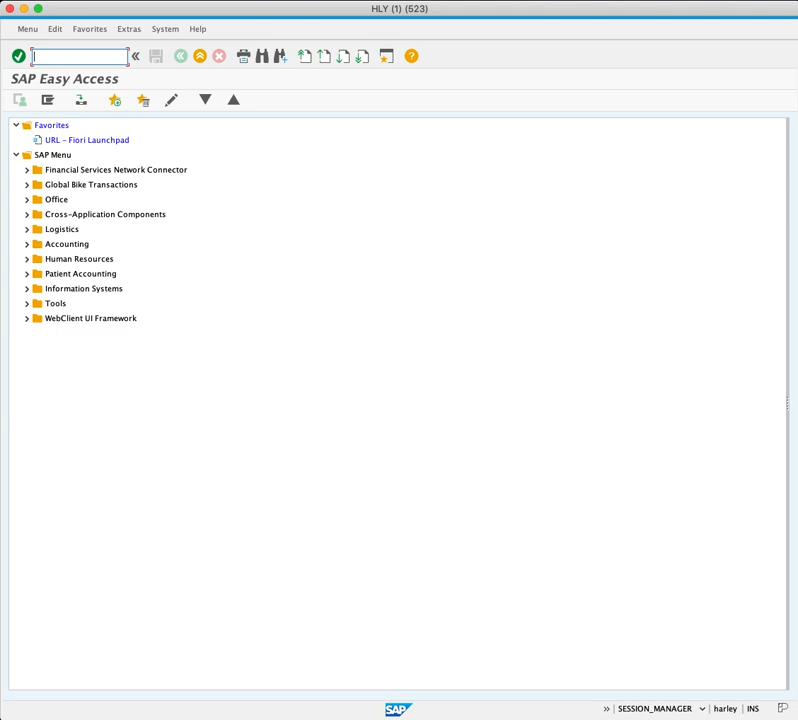 HLY (1) (523)
Menu Edit Favorites Extras System Help
SAP Easy Access
Favorites
URL - Fiori Launchpad
SAP Menu
Financial Services Network Connector
Global Bike Transactions
Office
Cross-Application Components
Logistics
Accounting
Human Resources
Patient Accounting
Information Systems
Tools
WebClient UI Framework
SAP
SESSION_MANAGER harley INS